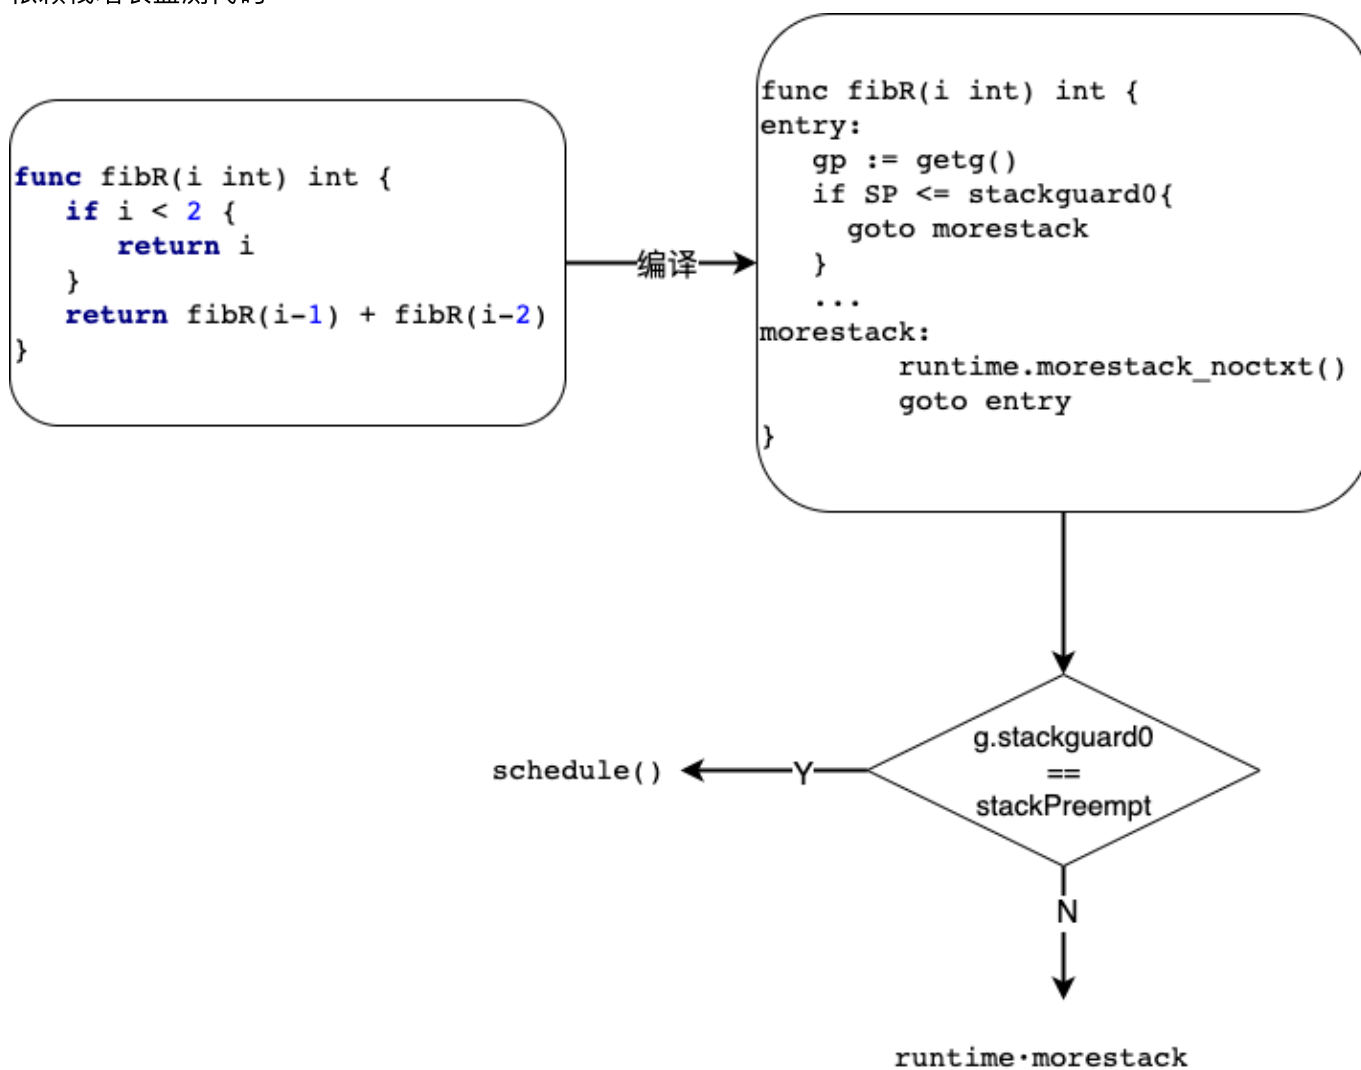 func fibR(i int) int {
if i < 2 {
return i
}
return fibR(i-1) + fibR(i-2)
}
编译
func fibR(i int) int {
entry:
gp := getg()
if SP <= stackguard0{
goto morestack
}
...
morestack:
runtime.morestack_noctxt()
goto entry
}
g.stackguard0
==
stackPreempt
Y
schedule()
N
runtime·morestack